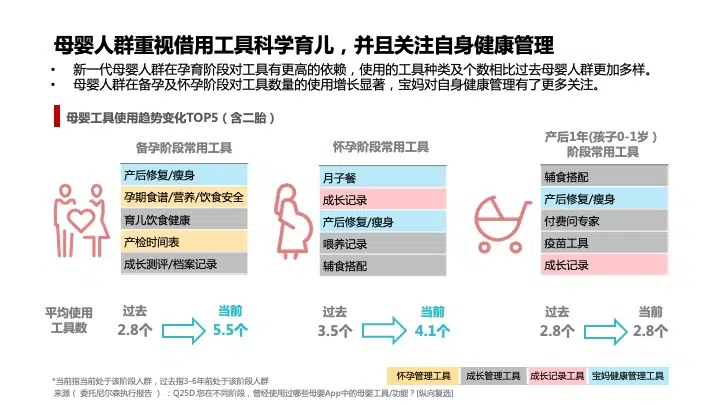 母婴人群重视借用工具科学育儿，并且关注自身健康管理
• 新一代母婴人群在孕育阶段对工具有更高的依赖，使用的工具种类及个数相比过去母婴人群更加多样。
• 母婴人群在备孕及怀孕阶段对工具数量的使用增长显著，宝妈对自身健康管理有了更多关注。
母婴工具使用趋势变化TOP5（含二胎）
备孕阶段常用工具
产后修复/瘦身
孕期食谱/营养/饮食安全
育儿饮食健康
产检时间表
成长测评/档案记录
怀孕阶段常用工具
月子餐
成长记录
产后修复/瘦身
喂养记录
辅食搭配
产后1年(孩子0-1岁）
阶段常用工具
辅食搭配
产后修复/瘦身
付费问专家
疫苗工具
成长记录
平均使用
工具数
过去
2.8个
当前
5.5个
过去
3.5个
当前
4.1个
过去
2.8个
当前
2.8个
怀孕管理工具
成长管理工具
成长记录工具
宝妈健康管理工具
*当前指当前处于该阶段人群，过去指3-6年前处于该阶段人群
来源（ 委托尼尔森执行报告 ）：Q25D.您在不同阶段，曾经使用过哪些母婴App中的母婴工具/功能？[纵向复选]